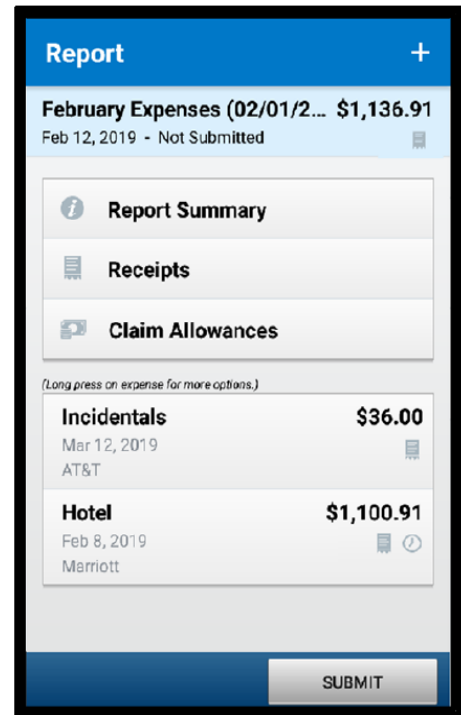 Report +
February Expenses (02/01/2... $1,136.91
Feb 12, 2019 - Not Submitted
Report Summary
Receipts
Claim Allowances
(Long press on expense for more options.)
Incidentals $36.00
Mar 12, 2019
AT&T
Hotel $1,100.91
Feb 8, 2019
Marriott
SUBMIT